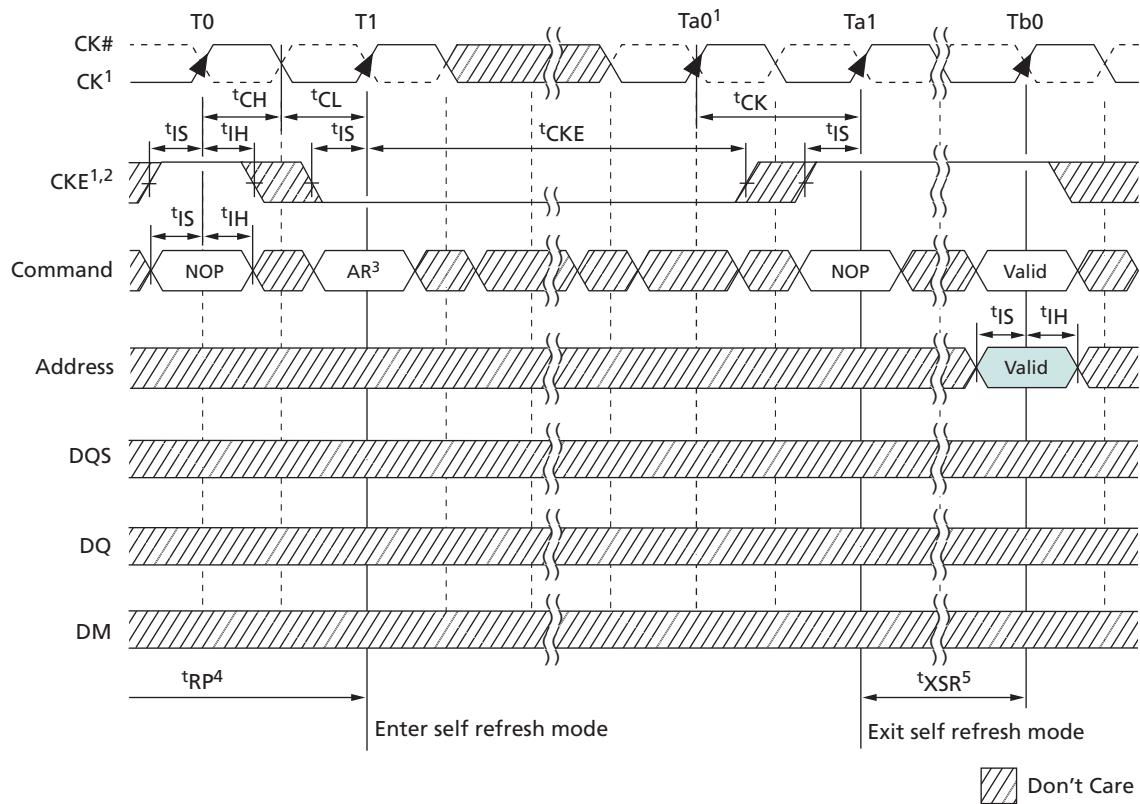 T0 T1 Ta0¹ Ta1 Tb0
CK#
CK¹
tCH tCL tCK
tIS tIH tIS tCKE tIS
CKE¹,²
tIS tIH
Command NOP AR³ NOP Valid
tIS tIH
Address Valid
DQS
DQ
DM
tRP⁴ tXSR⁵
Enter self refresh mode Exit self refresh mode
Don't Care